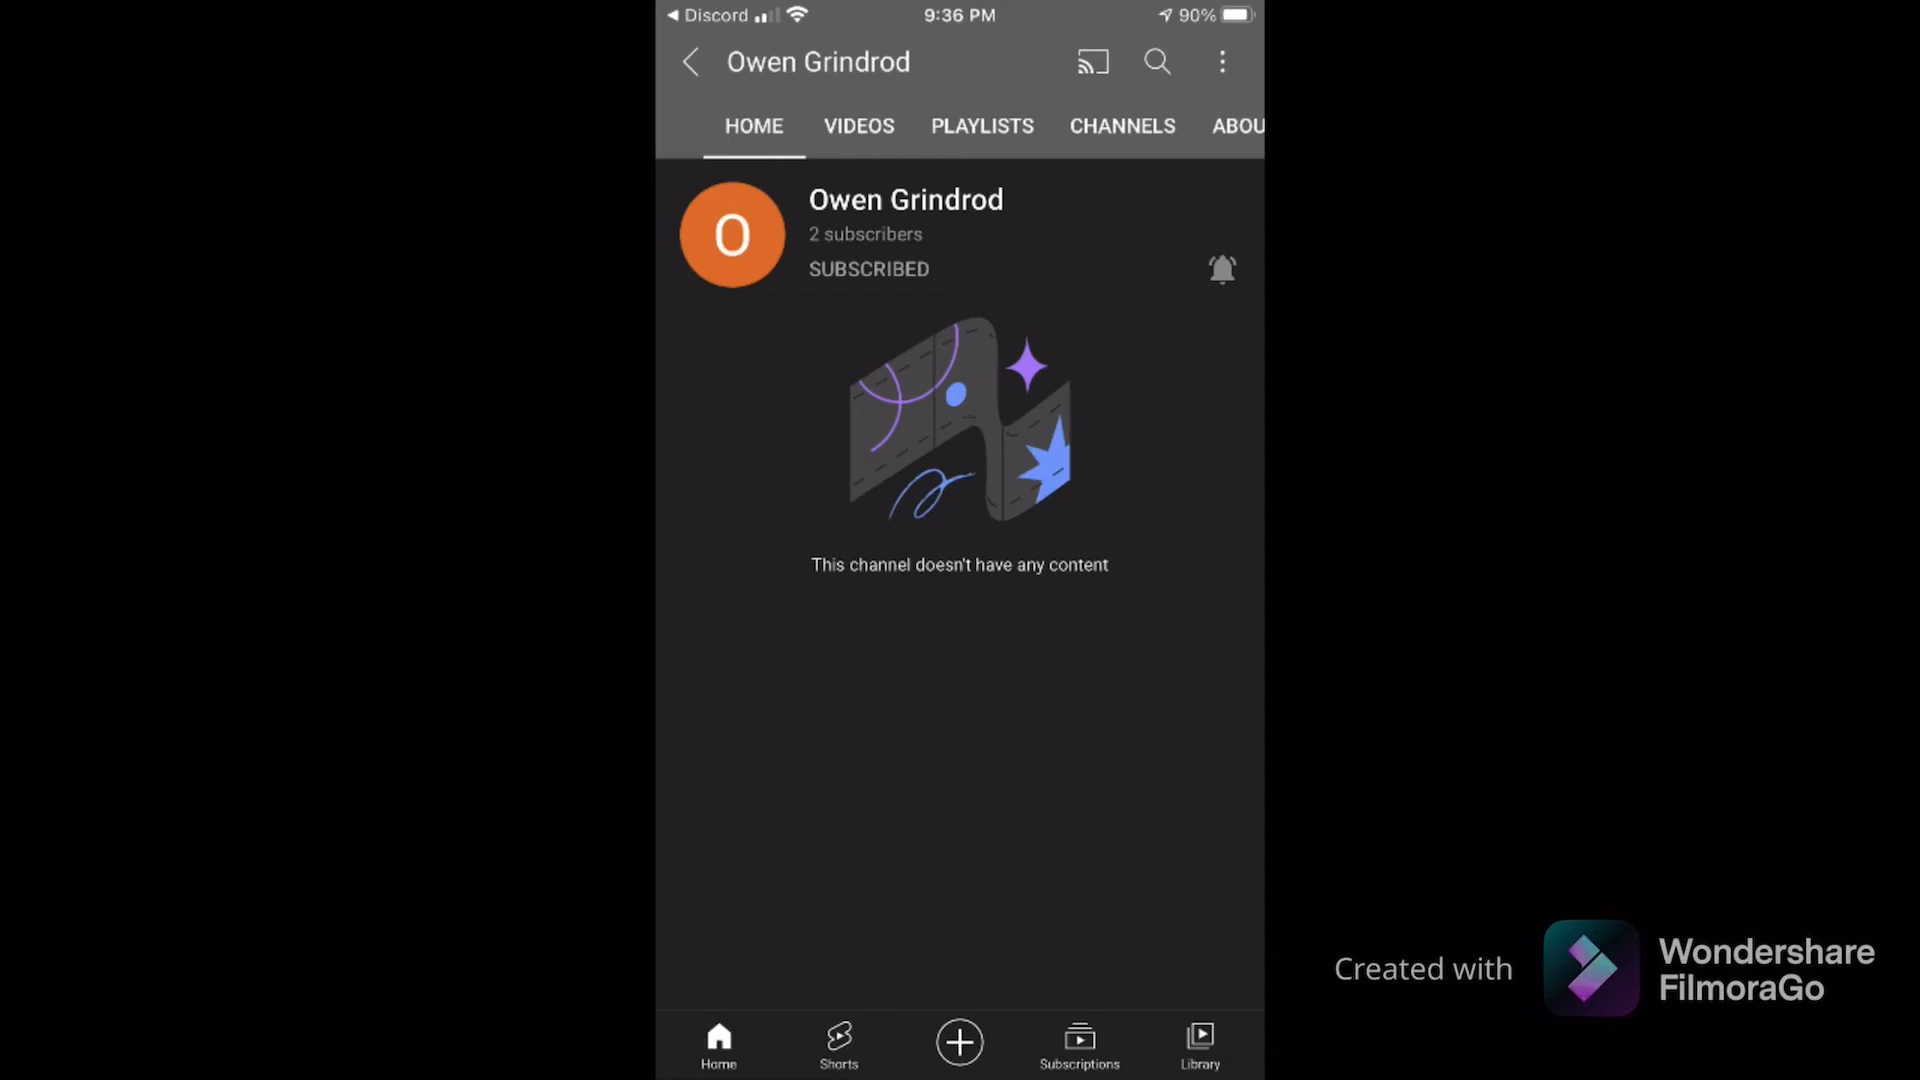 Discord 9:36 PM 90%
Owen Grindrod
HOME VIDEOS PLAYLISTS CHANNELS ABOU
O
Owen Grindrod
2 subscribers
SUBSCRIBED
This channel doesn't have any content
Created with Wondershare
FilmoraGo
Home Shorts Subscriptions Library